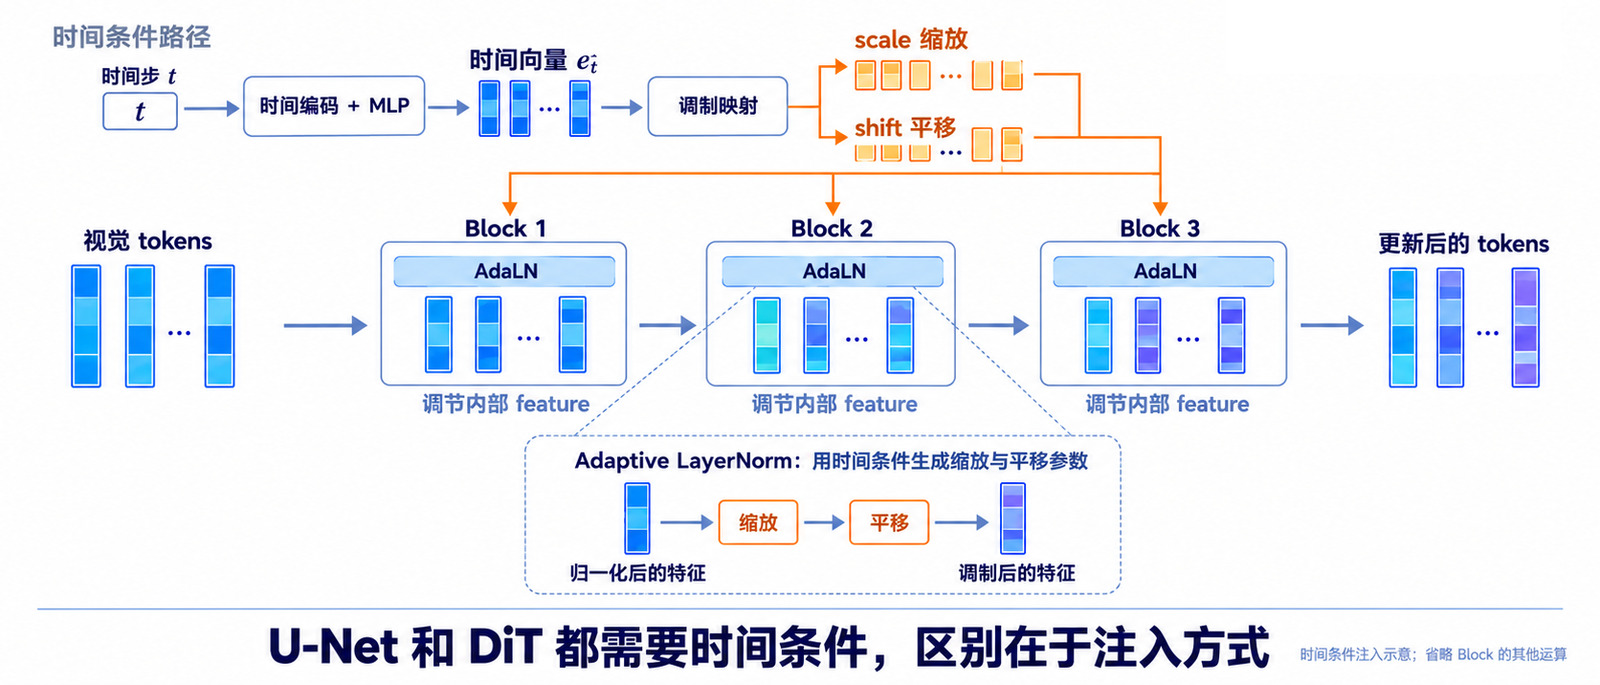 时间条件路径
时间步 t
t
时间编码 + MLP
时间向量 eₜ
...
调制映射
scale 缩放
...
shift 平移
...
视觉 tokens
...
Block 1
AdaLN
...
调节内部 feature
Block 2
AdaLN
...
调节内部 feature
Block 3
AdaLN
...
调节内部 feature
更新后的 tokens
...
Adaptive LayerNorm：用时间条件生成缩放与平移参数
缩放
平移
归一化后的特征
调制后的特征
U-Net 和 DiT 都需要时间条件，区别在于注入方式
时间条件注入示意；省略 Block 的其他运算